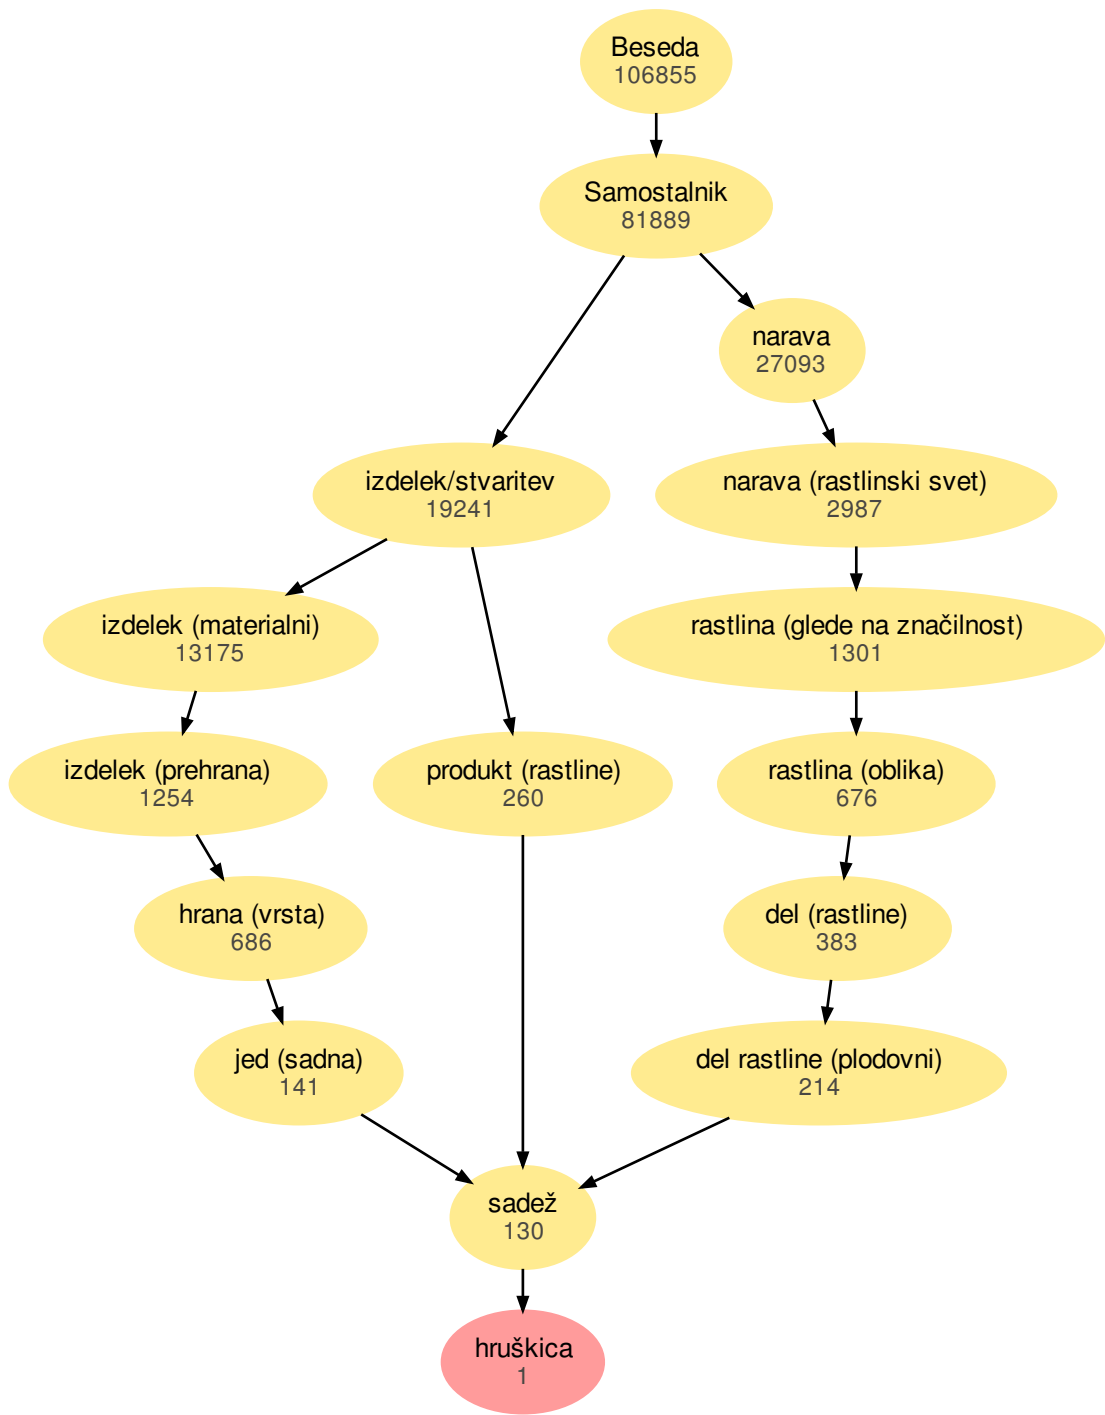 Beseda
106855
Samostalnik
81889
narava
27093
izdelek/stvaritev
19241
narava (rastlinski svet)
2987
izdelek (materialni)
13175
rastlina (glede na značilnost)
1301
izdelek (prehrana)
1254
produkt (rastline)
260
rastlina (oblika)
676
hrana (vrsta)
686
del (rastline)
383
jed (sadna)
141
del rastline (plodovni)
214
sadež
130
hruškica
1